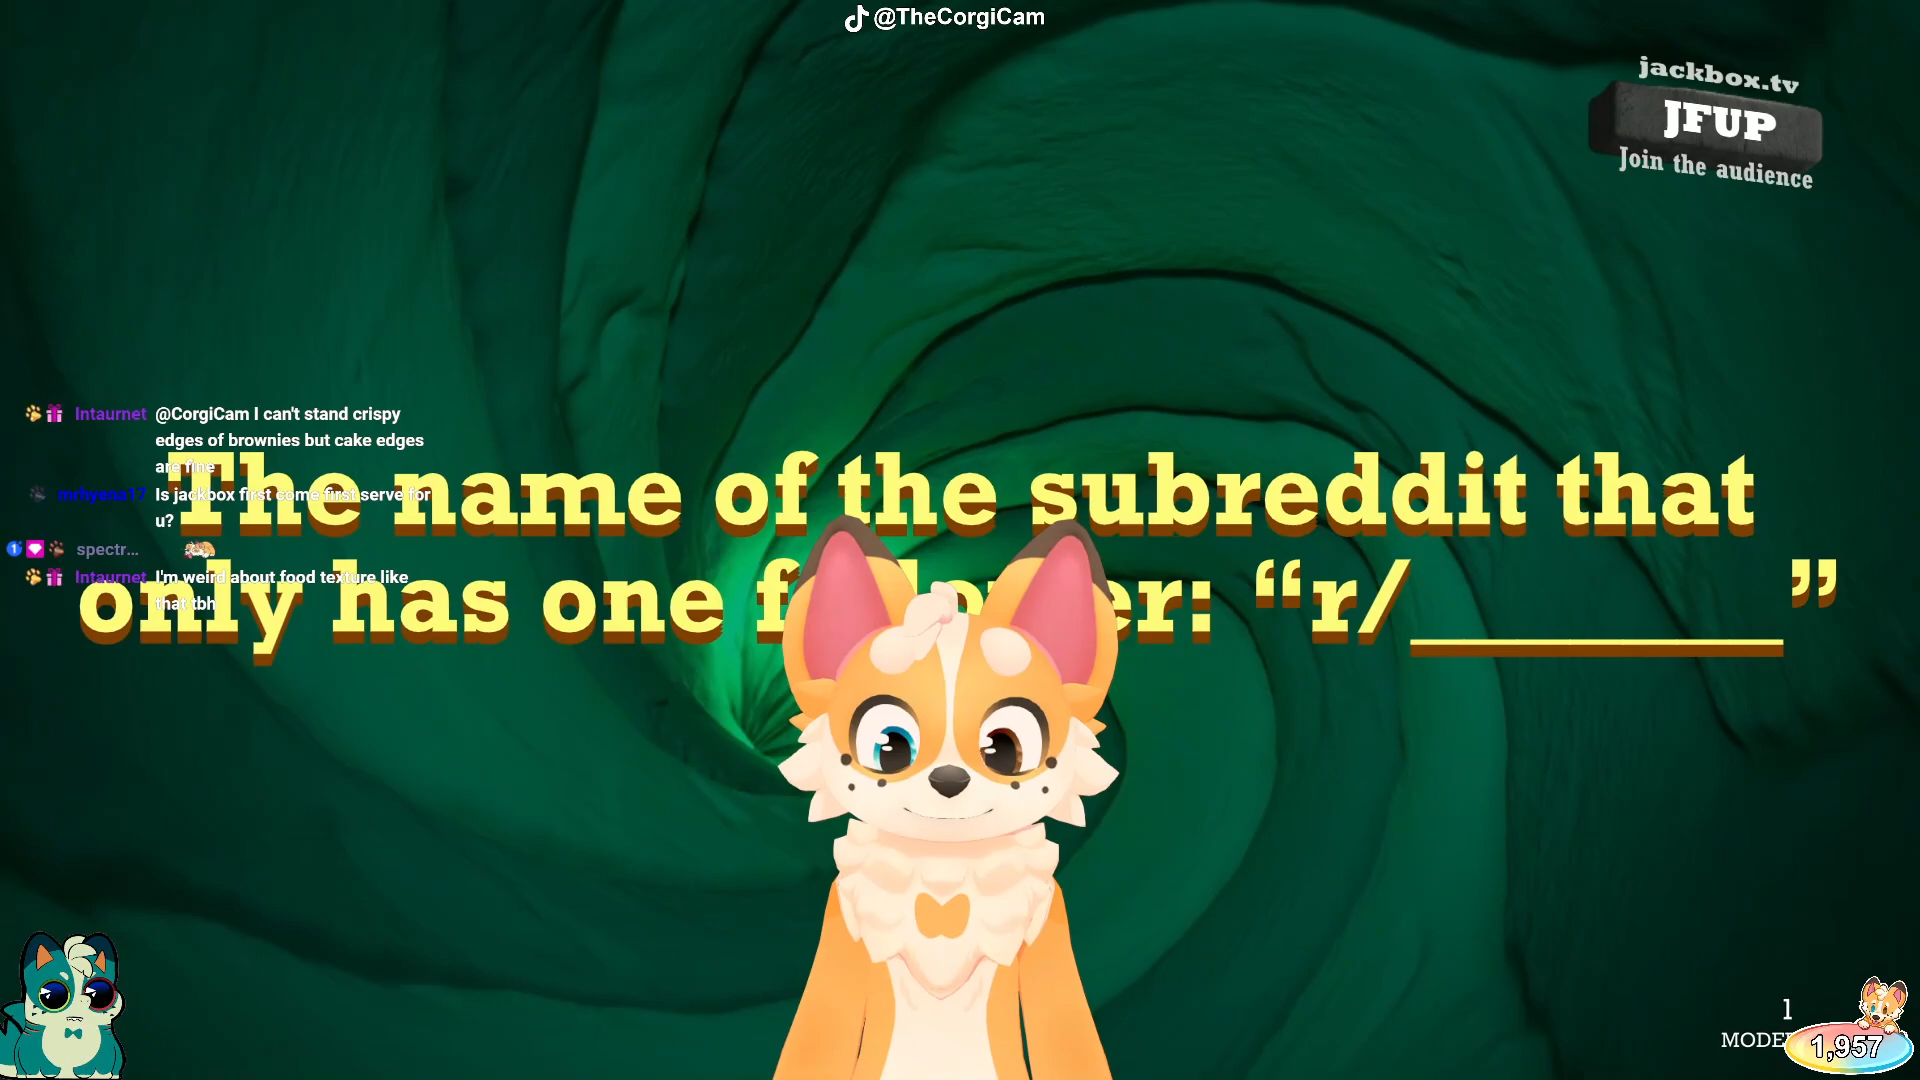 @TheCorgiCam
jackbox.tv
JFUP
Join the audience
Intaurnet @CorgiCam I can't stand crispy
edges of brownies but cake edges
are fine
mrhyena17 Is jackbox first come first serve for
u?
spectr...
Intaurnet I'm weird about food texture like
that tbh
The name of the subreddit that
only has one er: “r/ ”
1
1,957